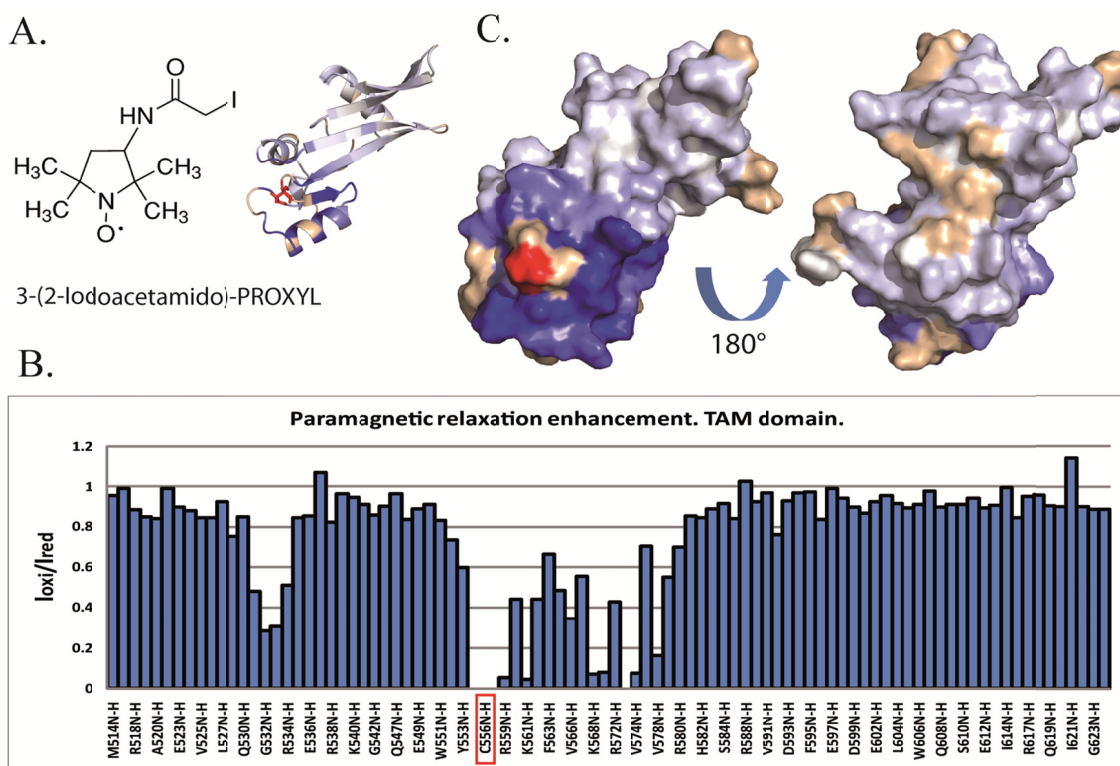 A.
C.
O
HN
I
H₃C
CH₃
H₃C
N
CH₃
O•
3-(2-Iodoacetamido)-PROXYL
180°
B.
Paramagnetic relaxation enhancement. TAM domain.
Ioxi/Ired
1.2
1
0.8
0.6
0.4
0.2
0
M514N-H
R518N-H
A520N-H
E523N-H
V525N-H
L527N-H
Q530N-H
G532N-H
R534N-H
E536N-H
R538N-H
K540N-H
G542N-H
Q547N-H
E549N-H
W551N-H
Y553N-H
C556N-H
R559N-H
K561N-H
F563N-H
V566N-H
K568N-H
R572N-H
V574N-H
V578N-H
R580N-H
H582N-H
S584N-H
R588N-H
V591N-H
D593N-H
F595N-H
E597N-H
D599N-H
E602N-H
L604N-H
W606N-H
Q608N-H
S610N-H
E612N-H
I614N-H
R617N-H
Q619N-H
I621N-H
G623N-H